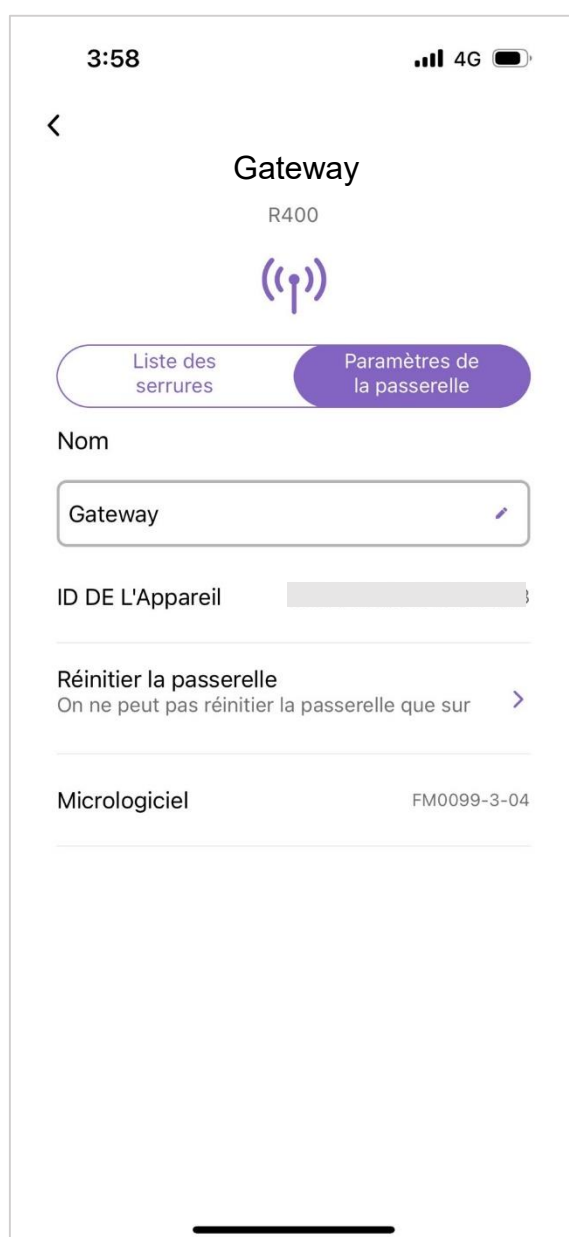 3:58 4G
Gateway
R400
Liste des
serrures
Paramètres de
la passerelle
Nom
Gateway
ID DE L'Appareil
Réinitier la passerelle
On ne peut pas réinitier la passerelle que sur
Micrologiciel FM0099-3-04